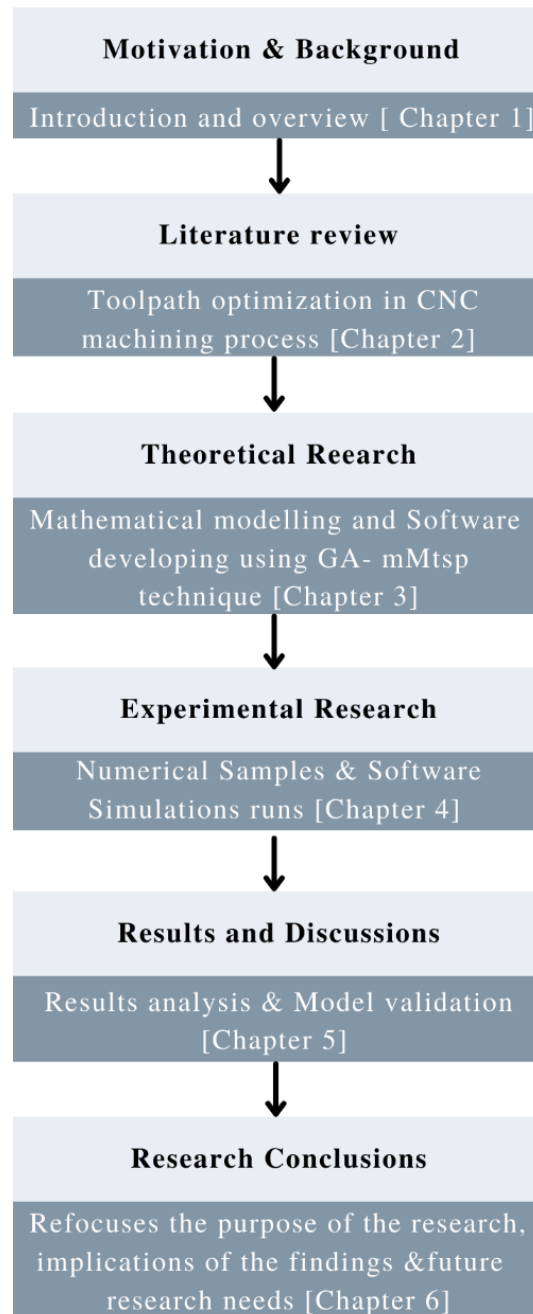 Motivation & Background
Introduction and overview [ Chapter 1]
Literature review
Toolpath optimization in CNC
machining process [Chapter 2]
Theoretical Reearch
Mathematical modelling and Software
developing using GA- mMtsp
technique [Chapter 3]
Experimental Research
Numerical Samples & Software
Simulations runs [Chapter 4]
Results and Discussions
Results analysis & Model validation
[Chapter 5]
Research Conclusions
Refocuses the purpose of the research,
implications of the findings &future
research needs [Chapter 6]